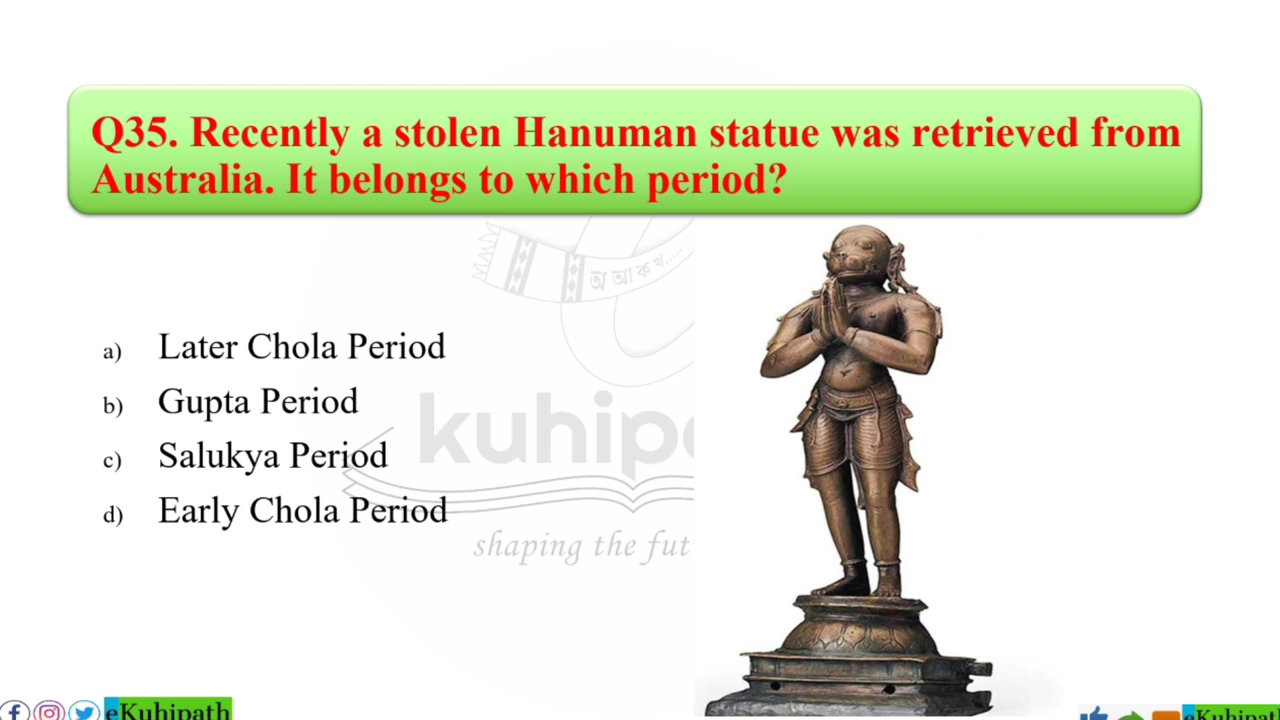 Q35. Recently a stolen Hanuman statue was retrieved from
Australia. It belongs to which period?
অ আ ক খ.....
a) Later Chola Period
b) Gupta Period
c) Salukya Period
d) Early Chola Period
kuhip
shaping the fut
eKuhipath
eKuhipath